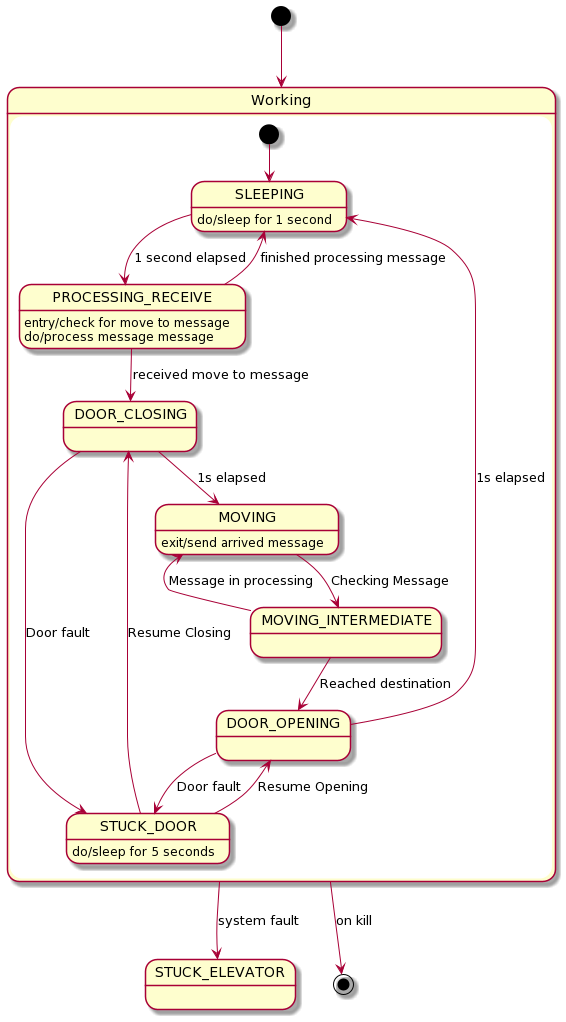 Working
SLEEPING
do/sleep for 1 second
1 second elapsed
finished processing message
PROCESSING_RECEIVE
entry/check for move to message
do/process message message
received move to message
DOOR_CLOSING
1s elapsed
1s elapsed
MOVING
exit/send arrived message
Message in processing
Checking Message
MOVING_INTERMEDIATE
Door fault
Resume Closing
Reached destination
DOOR_OPENING
Door fault
Resume Opening
STUCK_DOOR
do/sleep for 5 seconds
system fault
on kill
STUCK_ELEVATOR